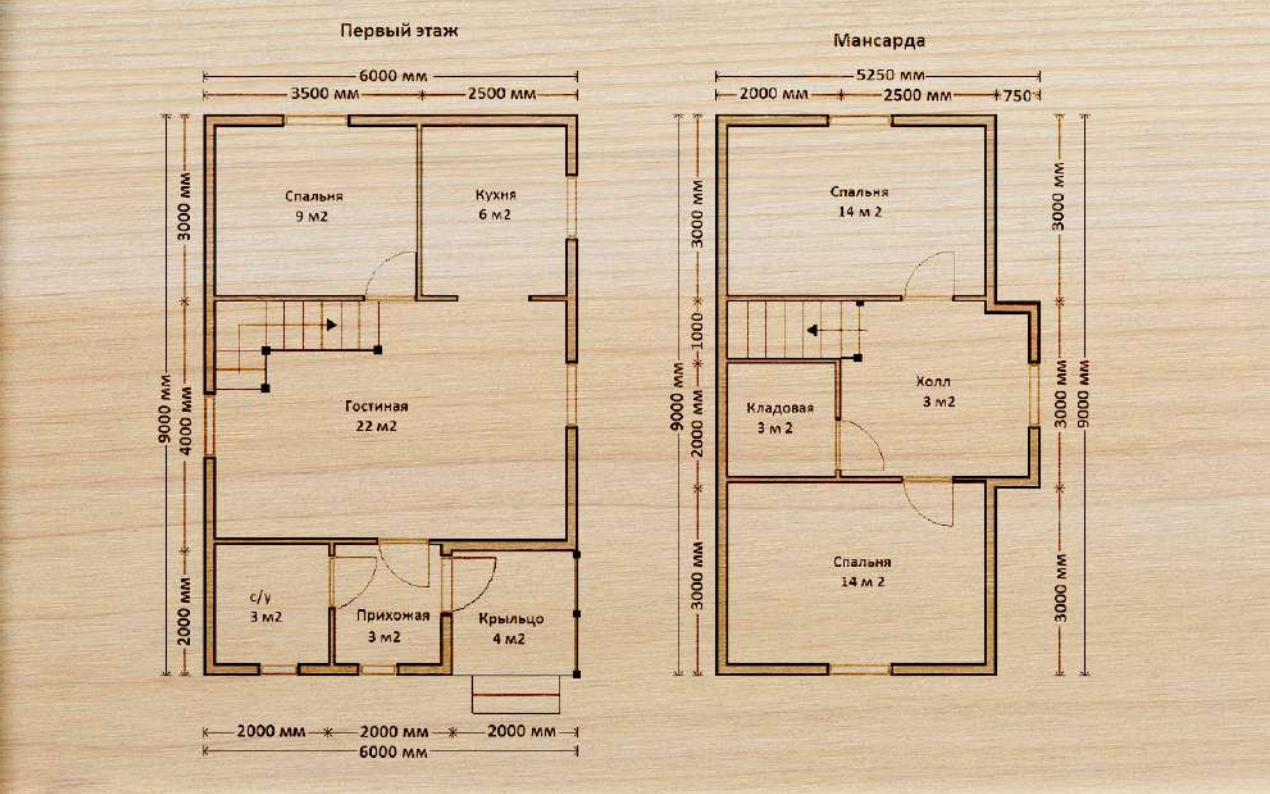 Первый этаж
6000 мм
3500 мм
2500 мм
3000 мм
9000 мм
4000 мм
2000 мм
Спальня
9 м2
Кухня
6 м2
Гостиная
22 м2
с/у
3 м2
Прихожая
3 м2
Крыльцо
4 м2
2000 мм
2000 мм
2000 мм
6000 мм
Мансарда
5250 мм
2000 мм
2500 мм
750
9000 мм
3000 мм
1000
2000 мм
3000 мм
Спальня
14 м 2
Холл
3 м2
Кладовая
3 м 2
Спальня
14 м 2
3000 мм
3000 мм
9000 мм
3000 мм